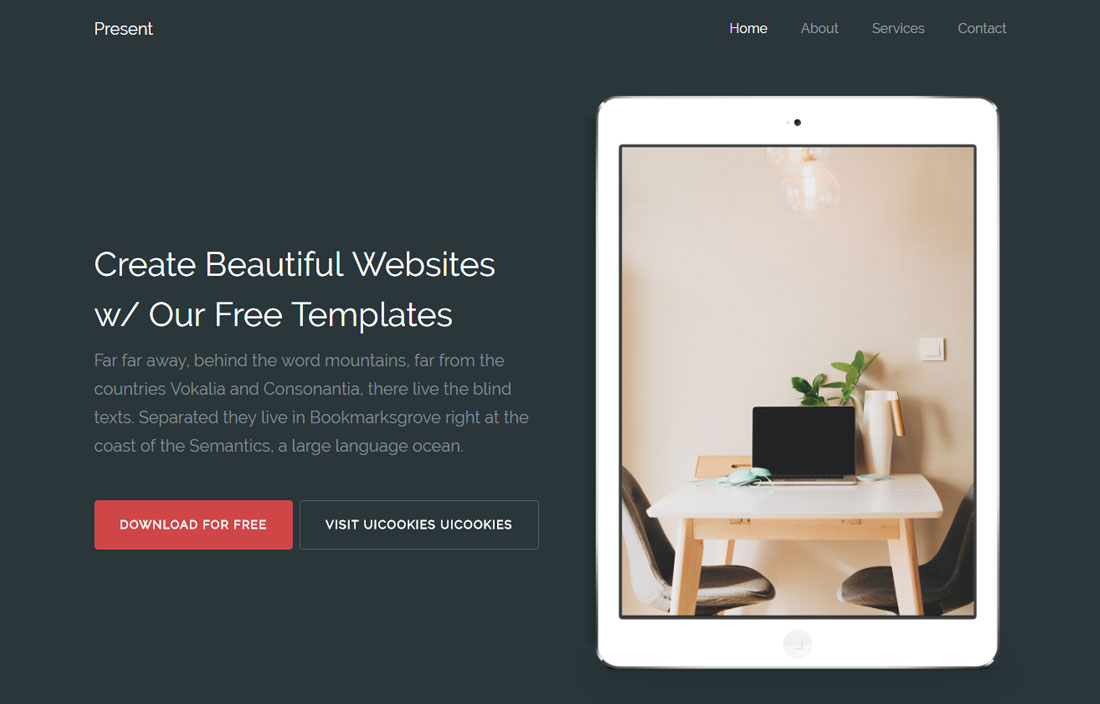 Present
Home About Services Contact
Create Beautiful Websites
w/ Our Free Templates
Far far away, behind the word mountains, far from the
countries Vokalia and Consonantia, there live the blind
texts. Separated they live in Bookmarksgrove right at the
coast of the Semantics, a large language ocean.
DOWNLOAD FOR FREE
VISIT UICOOKIES UICOOKIES